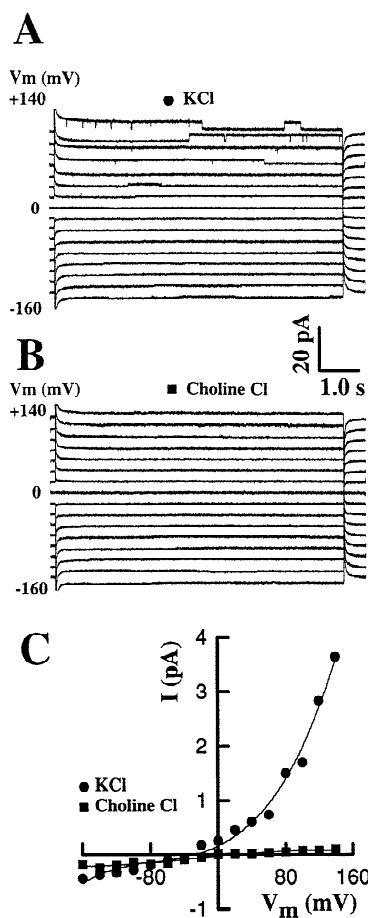 A
Vm (mV)
+140
● KCl
0
-160
20 pA
1.0 s
B
Vm (mV)
■ Choline Cl
+140
0
-160
C
I (pA)
4
3
2
1
● KCl
■ Choline Cl
-80
80
160
-1
Vm (mV)